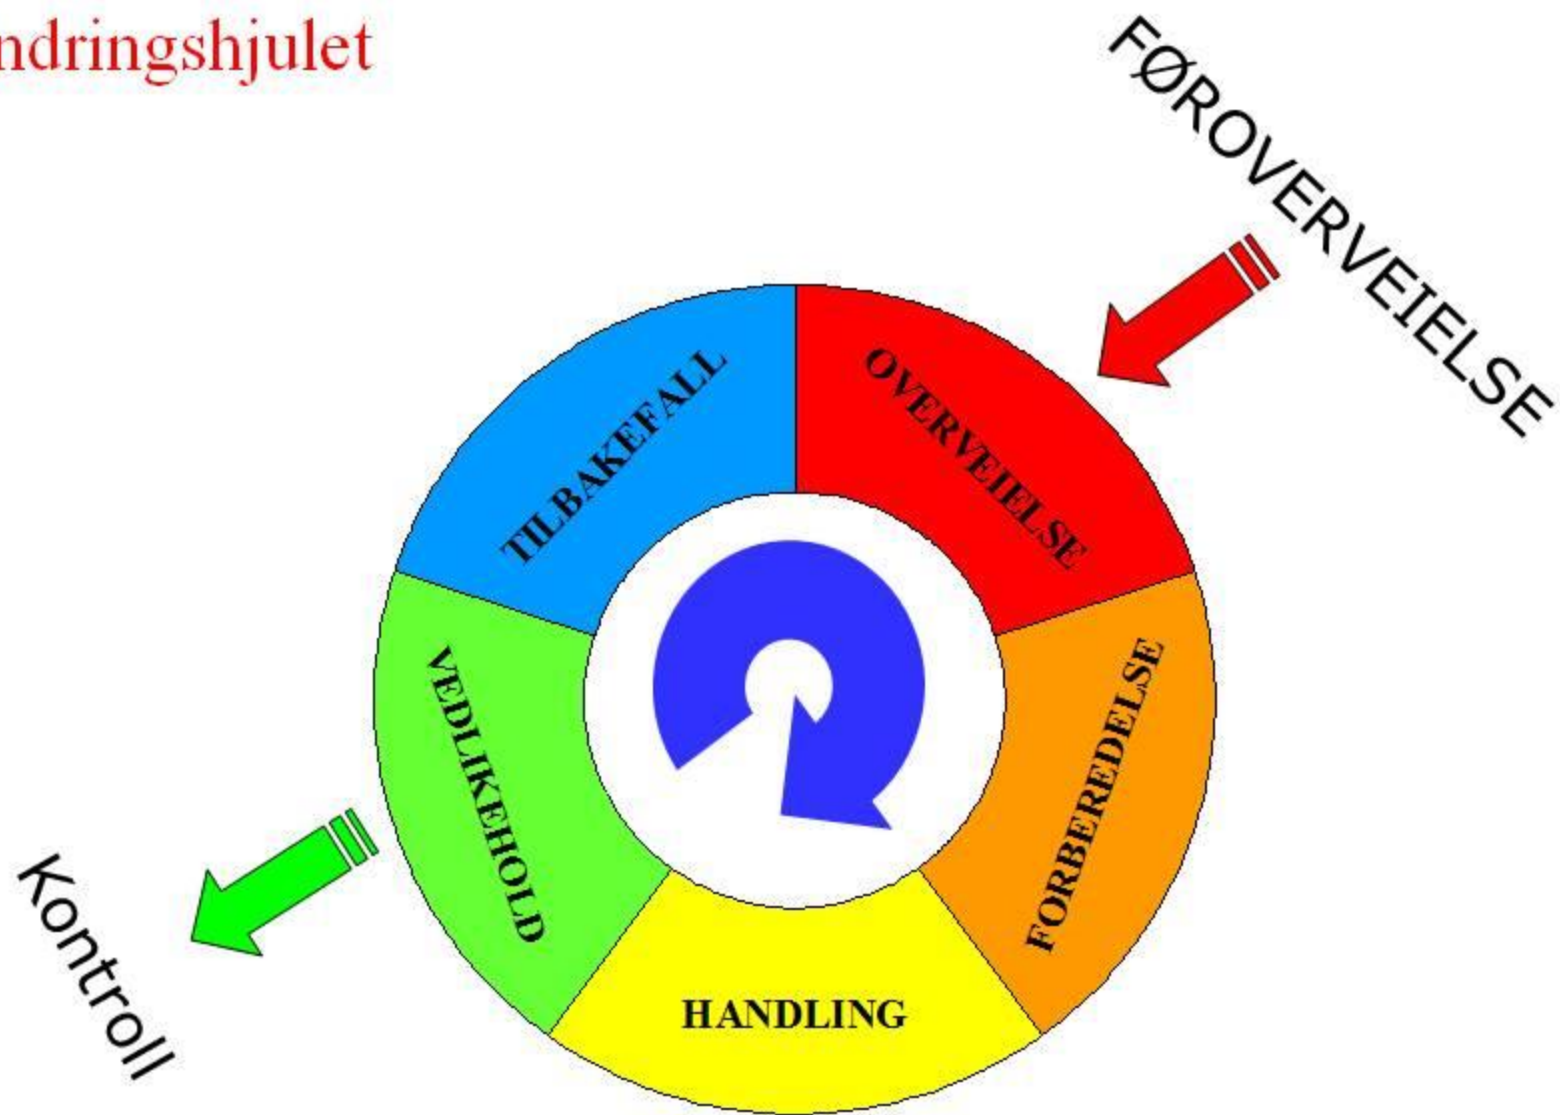 ndringshjulet
FØROVERVEIELSE
OVERVEIELSE
TILBAKEFALL
FORBEREDELSE
VEDLIKEHOLD
HANDLING
Kontroll